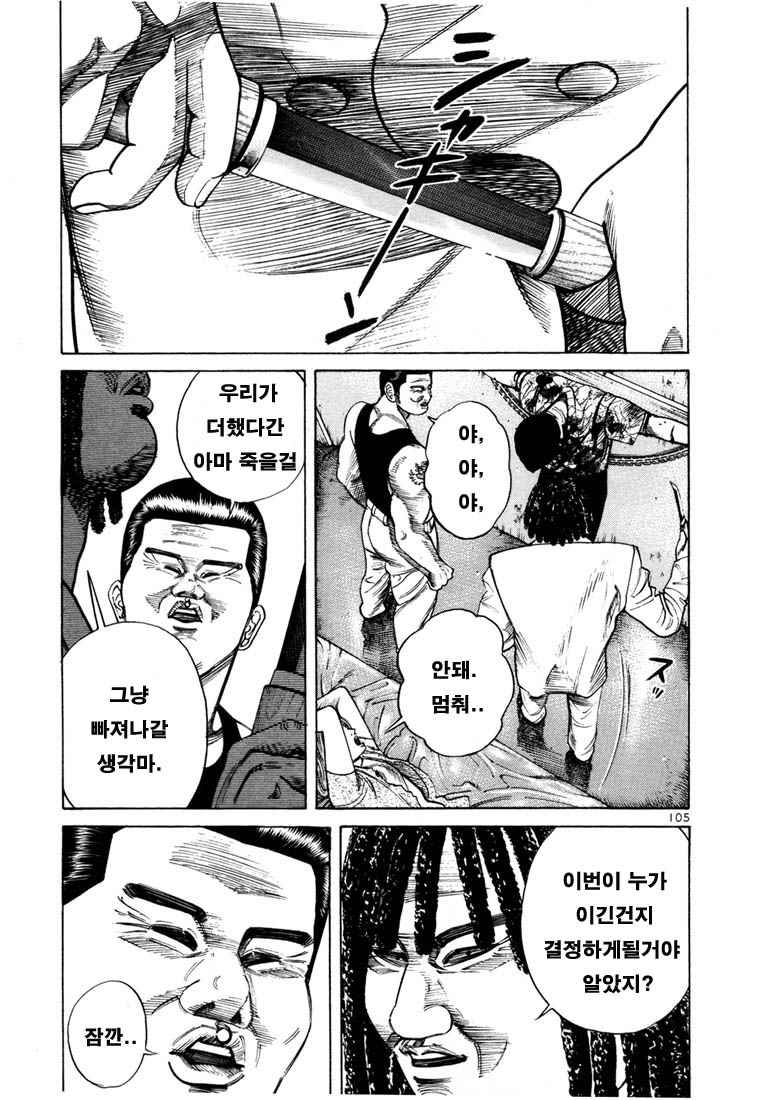 シャキーン
야,
야,
야,
안돼.
멈춰..
スッ
우리가
더했다간
아마 죽을걸
그냥
빠져나갈
생각마.
105
이번이 누가
이긴건지
결정하게될거야
알았지?
잠깐..